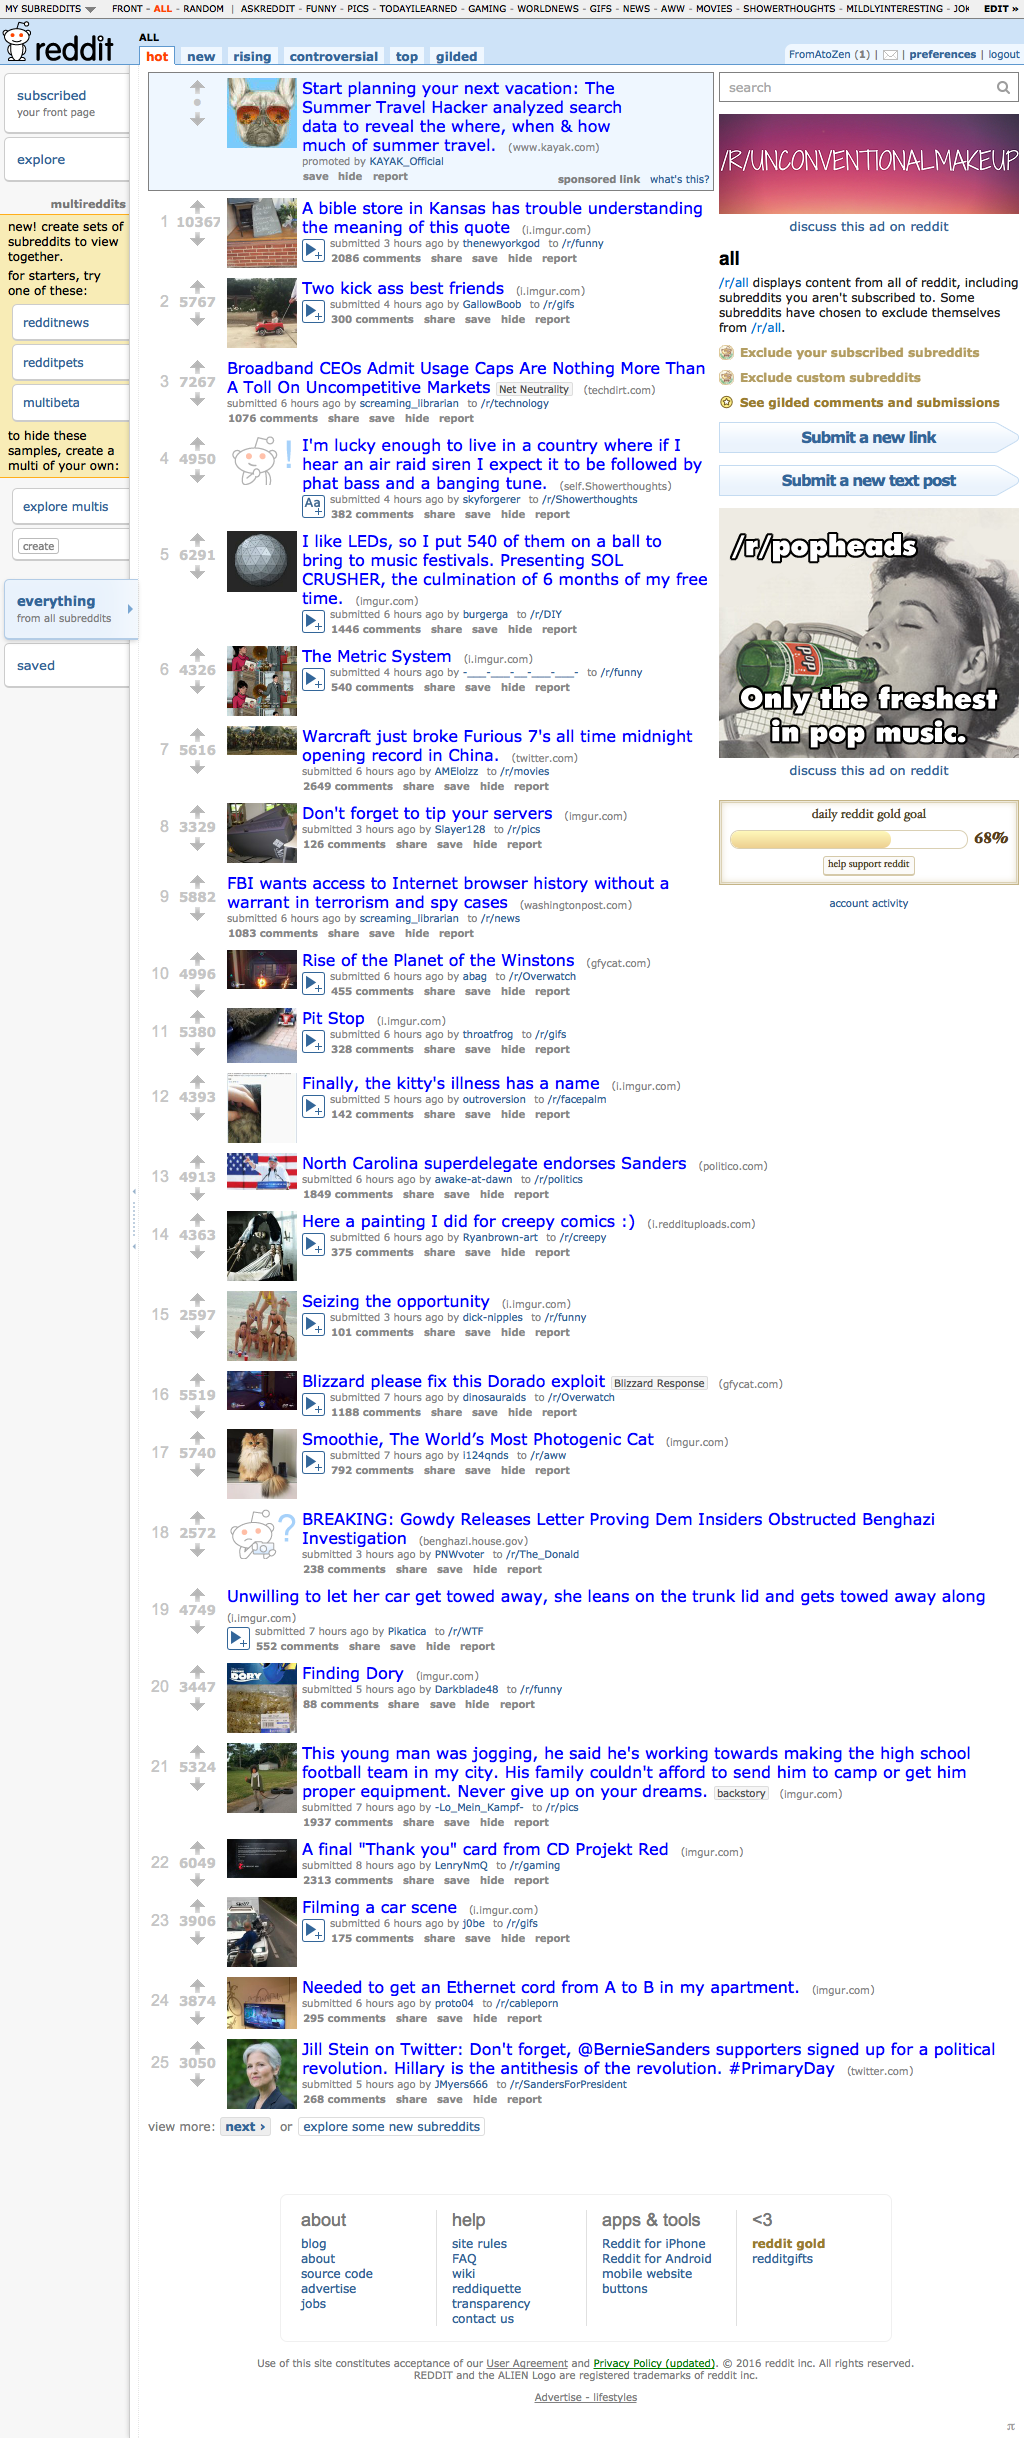 MY SUBREDDITS FRONT - ALL - RANDOM | ASKREDDIT - FUNNY - PICS - TODAYILEARNED - GAMING - WORLDNEWS - GIFS - NEWS - AWW - MOVIES - SHOWERTHOUGHTS - MILDLYINTERESTING - JOK EDIT »
reddit ALL
hot new rising controversial top gilded
FromAtoZen (1) | | preferences | logout
subscribed
your front page
explore
multireddits
new! create sets of
subreddits to view
together.
for starters, try
one of these:
redditnews
redditpets
multibeta
to hide these
samples, create a
multi of your own:
explore multis
create
everything
from all subreddits
saved
Start planning your next vacation: The
Summer Travel Hacker analyzed search
data to reveal the where, when & how
much of summer travel. (www.kayak.com)
promoted by KAYAK_Official
save hide report
sponsored link what's this?
1 10367
A bible store in Kansas has trouble understanding
the meaning of this quote (i.imgur.com)
submitted 3 hours ago by thenewyorkgod to /r/funny
2086 comments share save hide report
2 5767
Two kick ass best friends (i.imgur.com)
submitted 4 hours ago by GallowBoob to /r/gifs
300 comments share save hide report
3 7267
Broadband CEOs Admit Usage Caps Are Nothing More Than
A Toll On Uncompetitive Markets Net Neutrality (techdirt.com)
submitted 6 hours ago by screaming_librarian to /r/technology
1076 comments share save hide report
4 4950
I'm lucky enough to live in a country where if I
hear an air raid siren I expect it to be followed by
phat bass and a banging tune. (self.Showerthoughts)
Aa submitted 4 hours ago by skyforgerer to /r/Showerthoughts
382 comments share save hide report
5 6291
I like LEDs, so I put 540 of them on a ball to
bring to music festivals. Presenting SOL
CRUSHER, the culmination of 6 months of my free
time. (imgur.com)
submitted 6 hours ago by burgerga to /r/DIY
1446 comments share save hide report
6 4326
The Metric System (i.imgur.com)
submitted 4 hours ago by to /r/funny
540 comments share save hide report
7 5616
Warcraft just broke Furious 7's all time midnight
opening record in China. (twitter.com)
submitted 6 hours ago by AMElolzz to /r/movies
2649 comments share save hide report
8 3329
Don't forget to tip your servers (imgur.com)
submitted 3 hours ago by Slayer128 to /r/pics
126 comments share save hide report
9 5882
FBI wants access to Internet browser history without a
warrant in terrorism and spy cases (washingtonpost.com)
submitted 6 hours ago by screaming_librarian to /r/news
1083 comments share save hide report
10 4996
Rise of the Planet of the Winstons (gfycat.com)
submitted 6 hours ago by abag to /r/Overwatch
455 comments share save hide report
11 5380
Pit Stop (i.imgur.com)
submitted 6 hours ago by throatfrog to /r/gifs
328 comments share save hide report
12 4393
Finally, the kitty's illness has a name (i.imgur.com)
submitted 5 hours ago by outroversion to /r/facepalm
142 comments share save hide report
13 4913
North Carolina superdelegate endorses Sanders (politico.com)
submitted 6 hours ago by awake-at-dawn to /r/politics
1849 comments share save hide report
14 4363
Here a painting I did for creepy comics :) (i.reddituploads.com)
submitted 6 hours ago by Ryanbrown-art to /r/creepy
375 comments share save hide report
15 2597
Seizing the opportunity (i.imgur.com)
submitted 3 hours ago by dick-nipples to /r/funny
101 comments share save hide report
16 5519
Blizzard please fix this Dorado exploit Blizzard Response (gfycat.com)
submitted 7 hours ago by dinosauraids to /r/Overwatch
1188 comments share save hide report
17 5740
Smoothie, The World’s Most Photogenic Cat (imgur.com)
submitted 7 hours ago by i124qnds to /r/aww
792 comments share save hide report
18 2572
BREAKING: Gowdy Releases Letter Proving Dem Insiders Obstructed Benghazi
Investigation (benghazi.house.gov)
submitted 3 hours ago by PNWvoter to /r/The_Donald
238 comments share save hide report
19 4749
Unwilling to let her car get towed away, she leans on the trunk lid and gets towed away along
(i.imgur.com)
submitted 7 hours ago by Pikatica to /r/WTF
552 comments share save hide report
20 3447
DORY
Finding Dory (imgur.com)
submitted 5 hours ago by Darkblade48 to /r/funny
88 comments share save hide report
21 5324
This young man was jogging, he said he's working towards making the high school
football team in my city. His family couldn't afford to send him to camp or get him
proper equipment. Never give up on your dreams. backstory (imgur.com)
submitted 7 hours ago by -Lo_Mein_Kampf- to /r/pics
1937 comments share save hide report
22 6049
A final "Thank you" card from CD Projekt Red (imgur.com)
submitted 8 hours ago by LenryNmQ to /r/gaming
2313 comments share save hide report
23 3906
Filming a car scene (i.imgur.com)
submitted 6 hours ago by j0be to /r/gifs
175 comments share save hide report
24 3874
Needed to get an Ethernet cord from A to B in my apartment. (imgur.com)
submitted 6 hours ago by proto04 to /r/cableporn
295 comments share save hide report
25 3050
Jill Stein on Twitter: Don't forget, @BernieSanders supporters signed up for a political
revolution. Hillary is the antithesis of the revolution. #PrimaryDay (twitter.com)
submitted 5 hours ago by JMyers666 to /r/SandersForPresident
268 comments share save hide report
view more: next › or explore some new subreddits
search
/R/UNCONVENTIONALMAKEUP
discuss this ad on reddit
all
/r/all displays content from all of reddit, including
subreddits you aren't subscribed to. Some
subreddits have chosen to exclude themselves
from /r/all.
Exclude your subscribed subreddits
Exclude custom subreddits
See gilded comments and submissions
Submit a new link
Submit a new text post
/r/popheads
pop
Only the freshest
in pop music.
discuss this ad on reddit
daily reddit gold goal
68%
help support reddit
account activity
about
blog
about
source code
advertise
jobs
help
site rules
FAQ
wiki
reddiquette
transparency
contact us
apps & tools
Reddit for iPhone
Reddit for Android
mobile website
buttons
<3
reddit gold
redditgifts
Use of this site constitutes acceptance of our User Agreement and Privacy Policy (updated). © 2016 reddit inc. All rights reserved.
REDDIT and the ALIEN Logo are registered trademarks of reddit inc.
Advertise - lifestyles
π